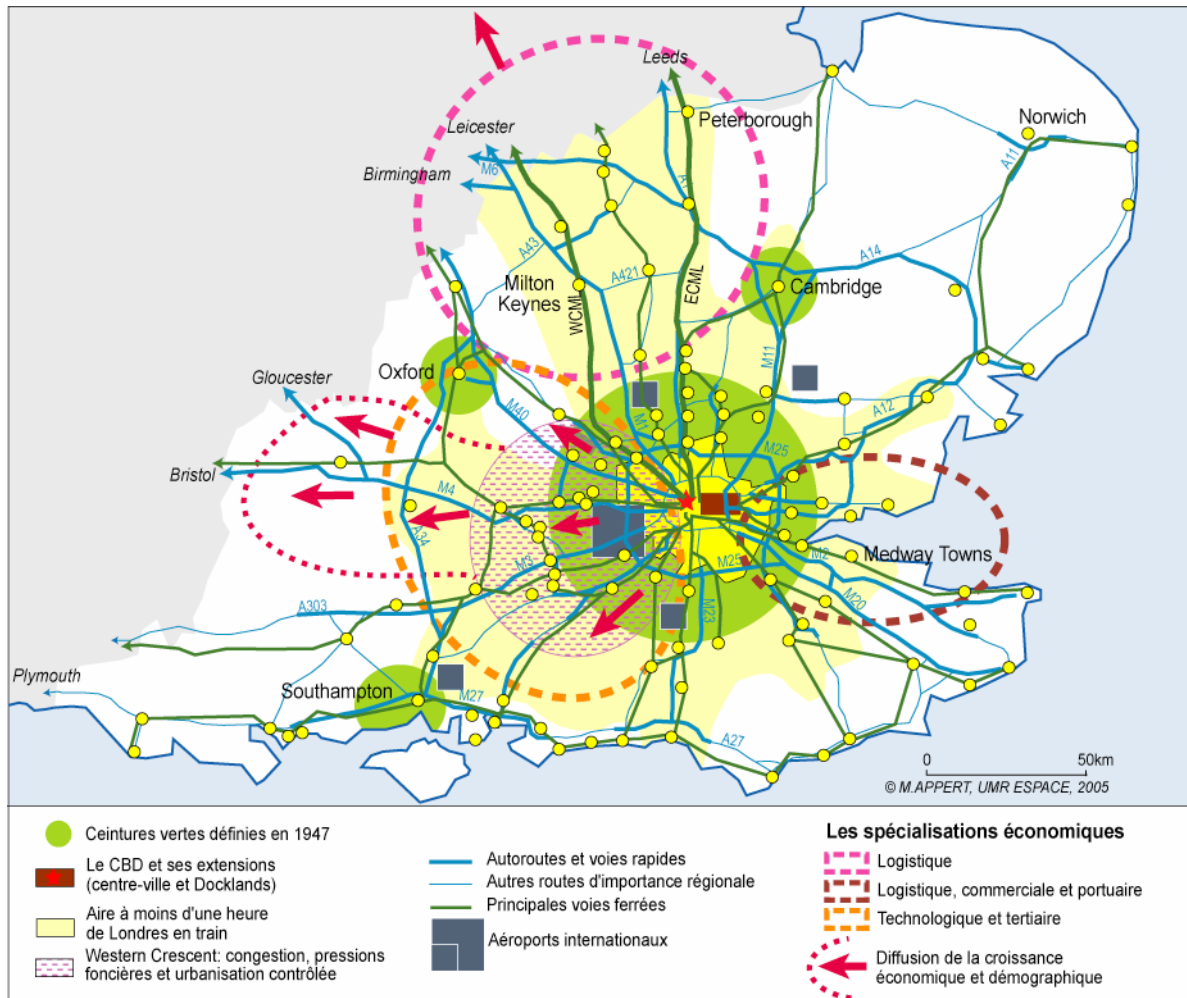 Leeds
Peterborough
Norwich
Leicester
A11
M6
A1
Birmingham
A43
A14
A421
Milton
Keynes
WCML
ECML
Cambridge
M11
Oxford
Gloucester
M40
M1
A12
M25
Bristol
M4
A34
M3
M25
M2
Medway Towns
M20
A303
M23
Plymouth
Southampton
M27
A27
0
50km
© M.APPERT, UMR ESPACE, 2005
Ceintures vertes définies en 1947
Le CBD et ses extensions
(centre-ville et Docklands)
Aire à moins d'une heure
de Londres en train
Western Crescent: congestion, pressions
foncières et urbanisation contrôlée
Autoroutes et voies rapides
Autres routes d'importance régionale
Principales voies ferrées
Aéroports internationaux
Les spécialisations économiques
Logistique
Logistique, commerciale et portuaire
Technologique et tertiaire
Diffusion de la croissance
économique et démographique